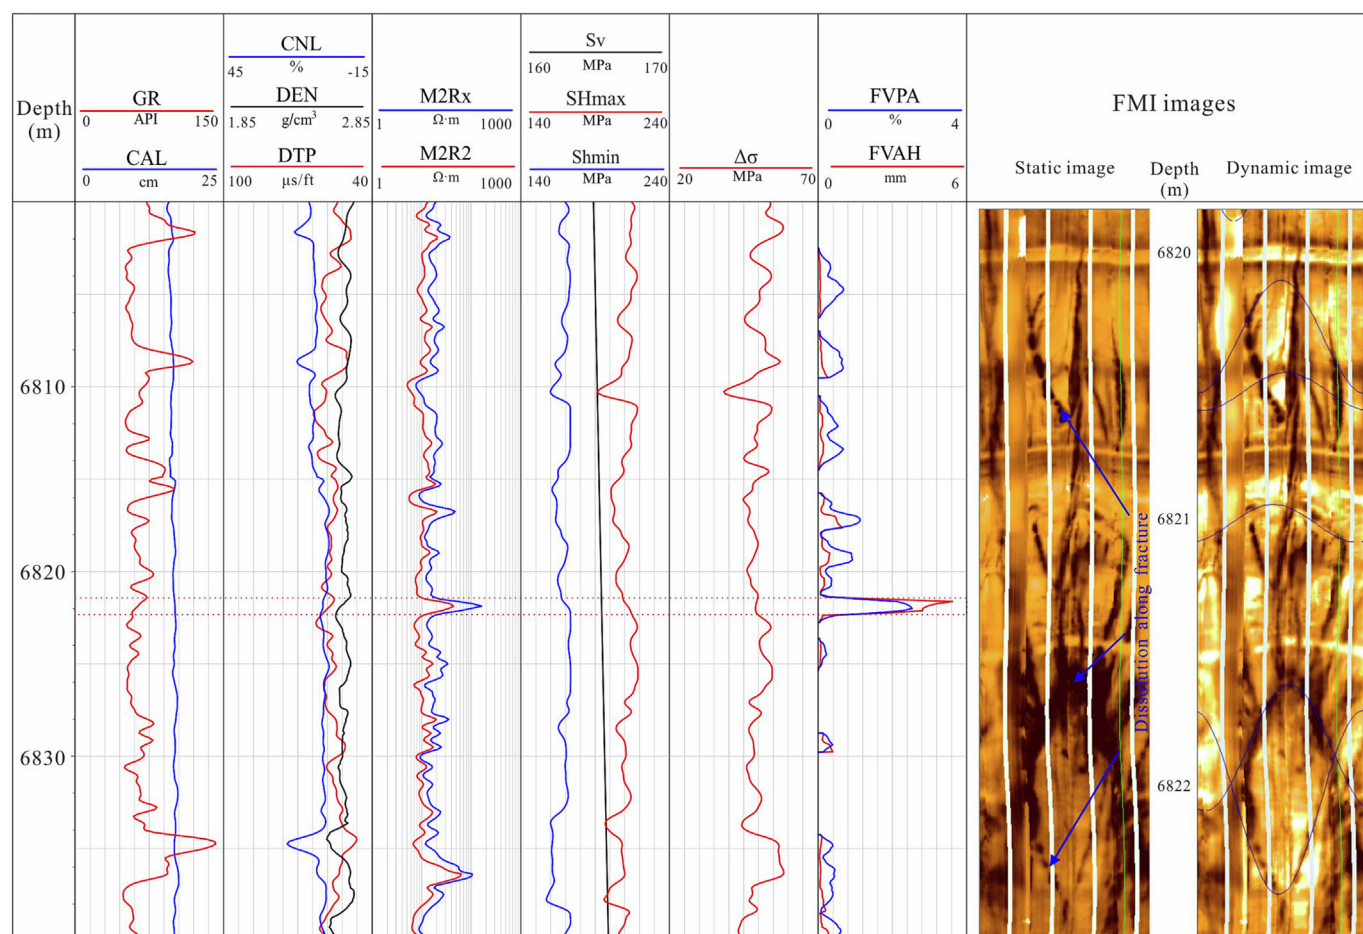 Depth
(m)
GR
0 API 150
CAL
0 cm 25
CNL
45 % -15
DEN
1.85 g/cm³ 2.85
DTP
100 μs/ft 40
M2Rx
1 Ω·m 1000
M2R2
1 Ω·m 1000
Sv
160 MPa 170
SHmax
140 MPa 240
Shmin
140 MPa 240
Δσ
20 MPa 70
FVPA
0 % 4
FVAH
0 mm 6
FMI images
Static image
Depth
(m)
Dynamic image
6810
6820
6830
6820
6821
6822
Dissolution along fracture